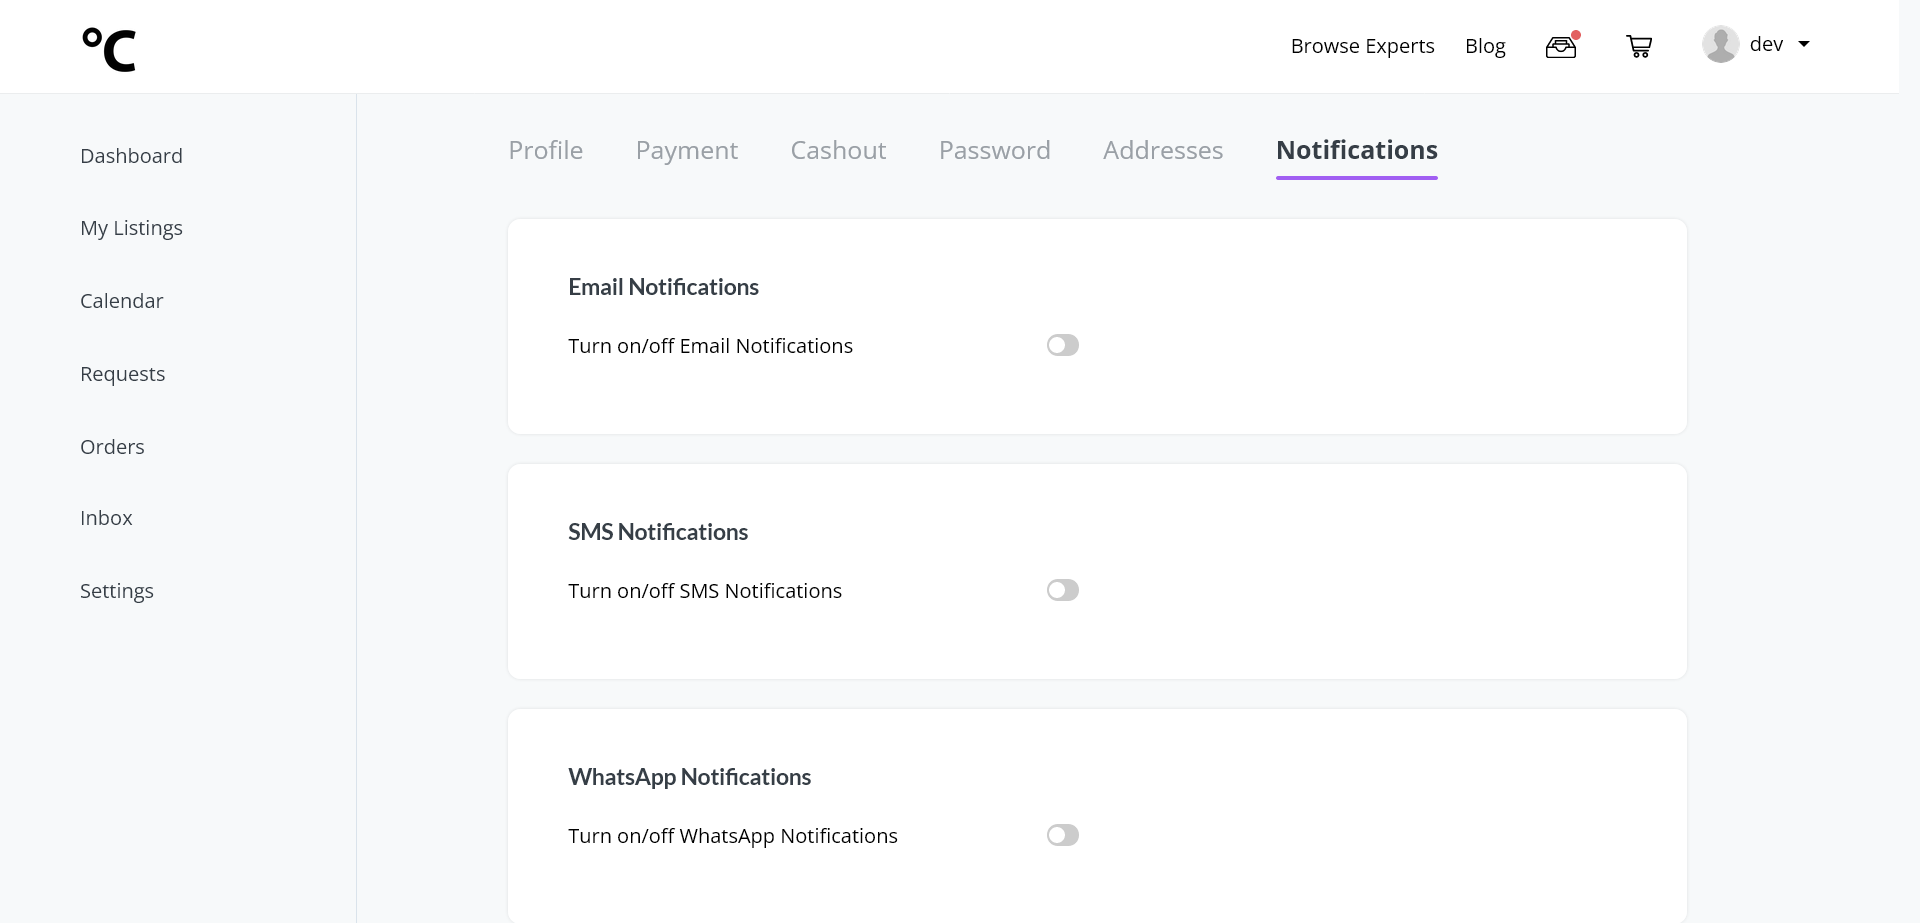 °C
Browse Experts
Blog
dev
Dashboard
My Listings
Calendar
Requests
Orders
Inbox
Settings
Profile
Payment
Cashout
Password
Addresses
Notifications
Email Notifications
Turn on/off Email Notifications
SMS Notifications
Turn on/off SMS Notifications
WhatsApp Notifications
Turn on/off WhatsApp Notifications